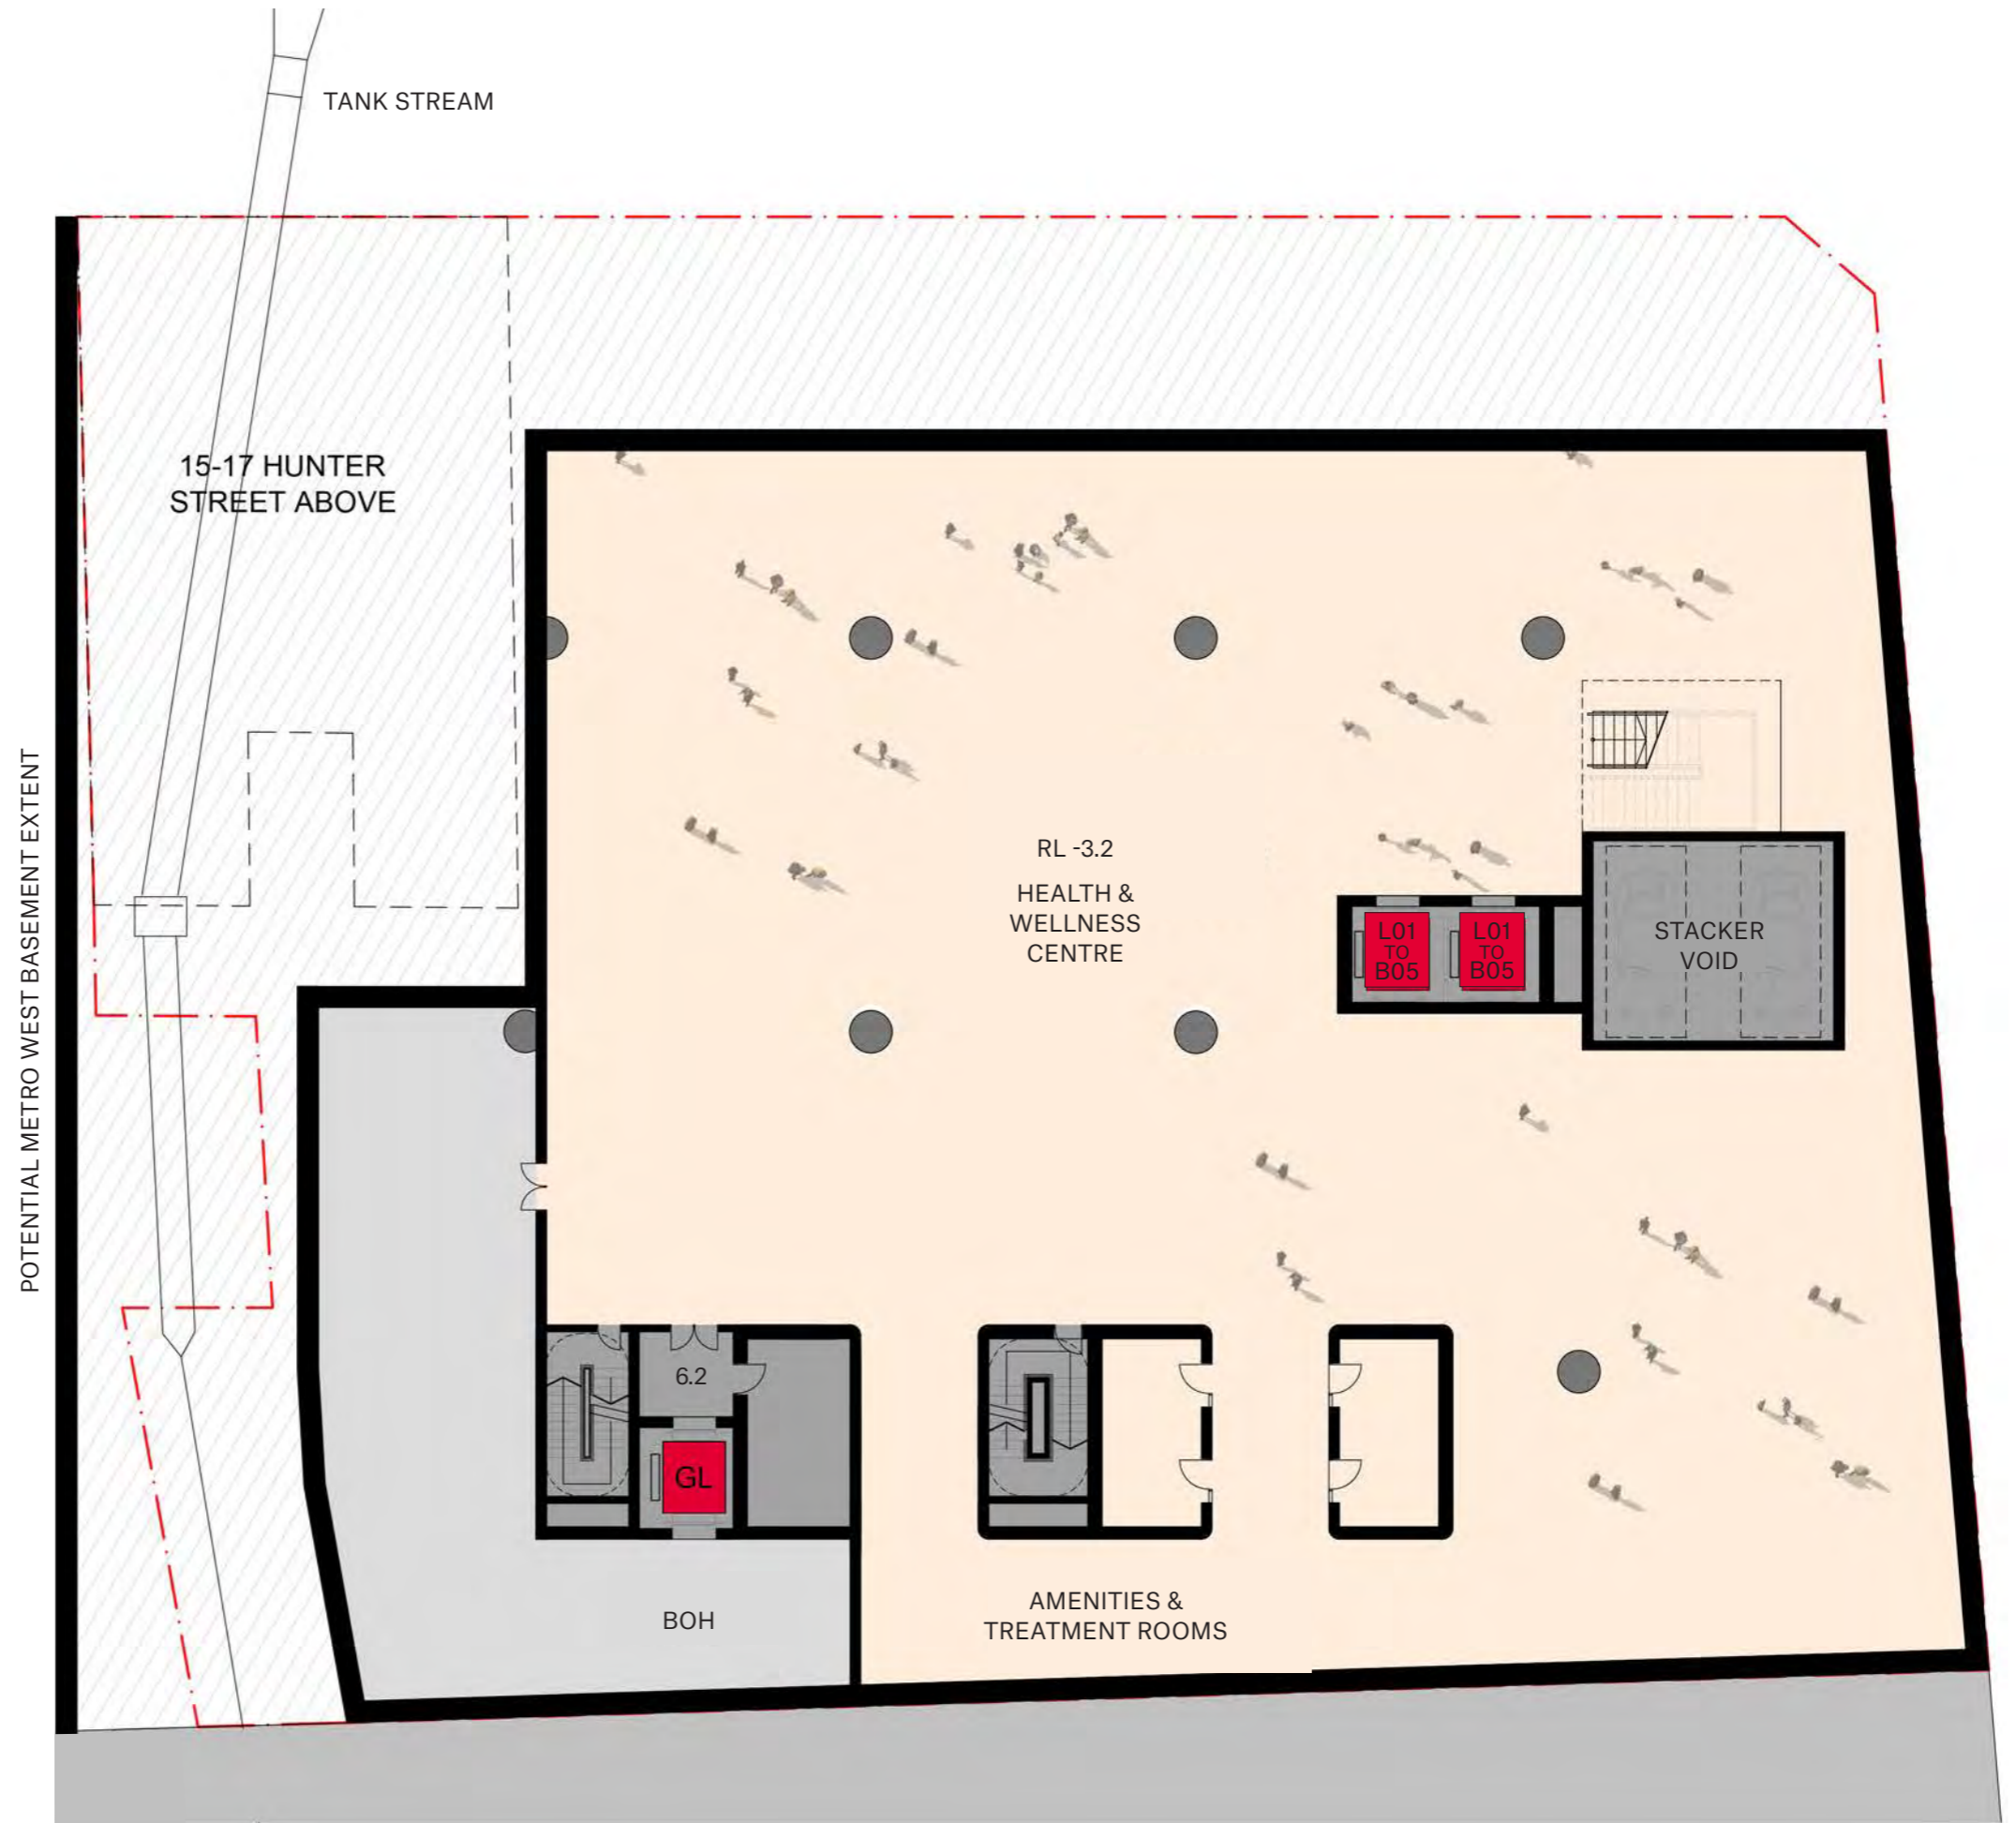 TANK STREAM
15-17 HUNTER
STREET ABOVE
POTENTIAL METRO WEST BASEMENT EXTENT
RL -3.2
HEALTH &
WELLNESS
CENTRE
L01
TO
B05
L01
TO
B05
STACKER
VOID
6.2
GL
BOH
AMENITIES &
TREATMENT ROOMS